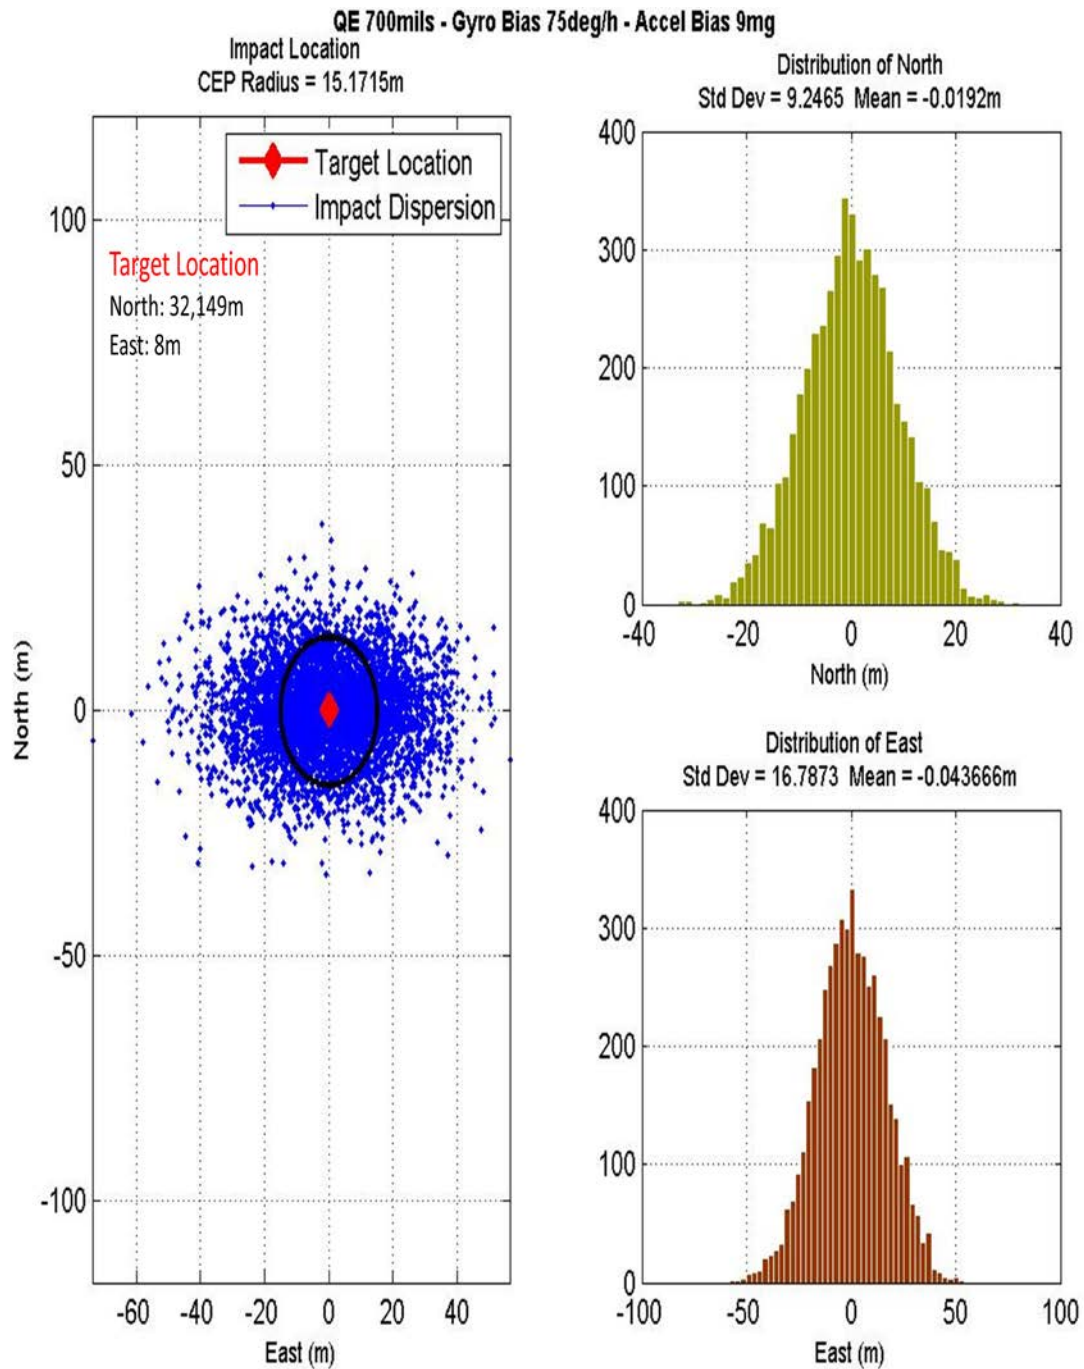 QE 700mils - Gyro Bias 75deg/h - Accel Bias 9mg
Impact Location
CEP Radius = 15.1715m
Target Location
Impact Dispersion
Target Location
North: 32,149m
East: 8m
100
50
0
-50
-100
North (m)
-60 -40 -20 0 20 40
East (m)
Distribution of North
Std Dev = 9.2465 Mean = -0.0192m
400
300
200
100
0
-40 -20 0 20 40
North (m)
Distribution of East
Std Dev = 16.7873 Mean = -0.043666m
400
300
200
100
0
-100 -50 0 50 100
East (m)